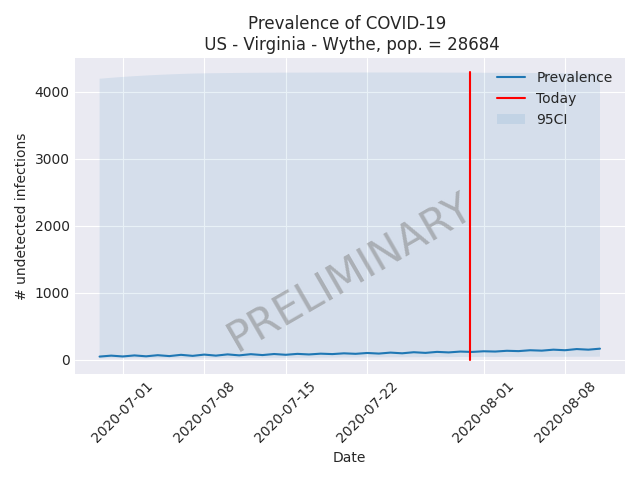 Prevalence of COVID-19
US - Virginia - Wythe, pop. = 28684
Prevalence
Today
95CI
4000
3000
2000
1000
0
# undetected infections
PRELIMINARY
2020-07-01
2020-07-08
2020-07-15
2020-07-22
2020-08-01
2020-08-08
Date